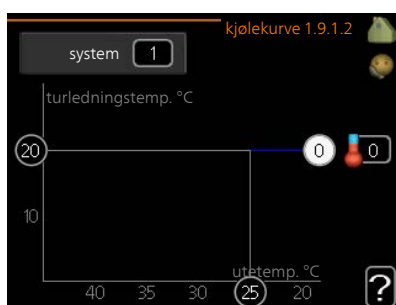 kjølekurve 1.9.1.2
system 1
turledningstemp. °C
20 0 0
10
utetemp. °C
40 35 30 25 20
?